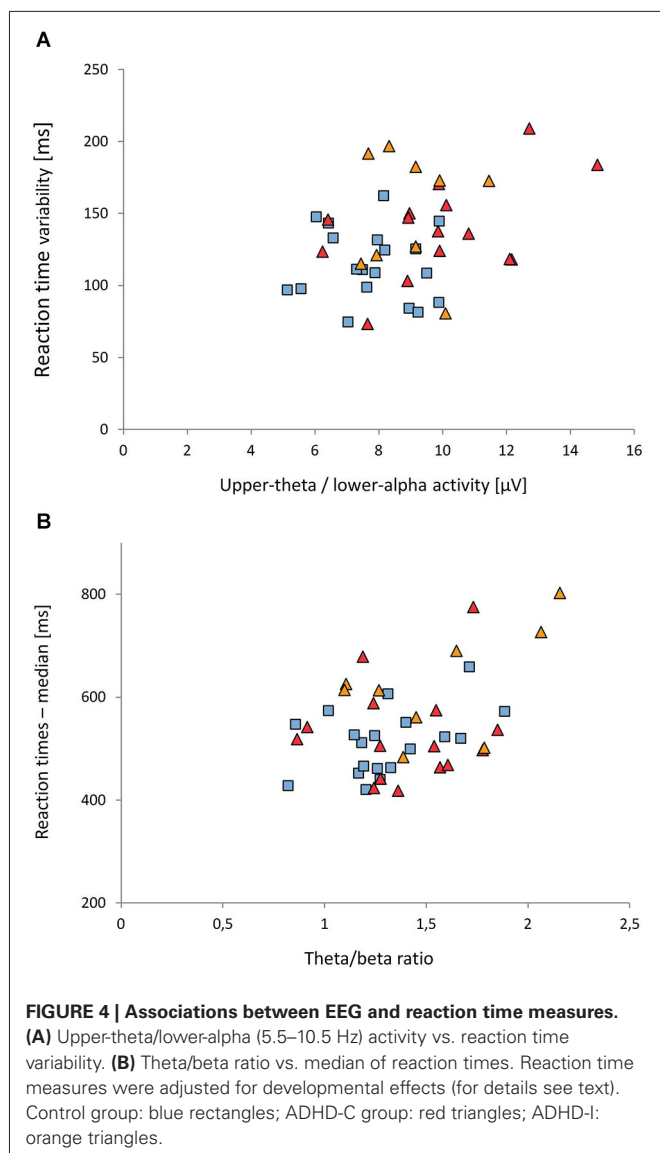 A
250
200
150
100
50
0
Reaction time variability [ms]
0 2 4 6 8 10 12 14 16
Upper-theta / lower-alpha activity [µV]
B
800
600
400
200
Reaction times – median [ms]
0 0,5 1 1,5 2 2,5
Theta/beta ratio
FIGURE 4 | Associations between EEG and reaction time measures.
(A) Upper-theta/lower-alpha (5.5–10.5 Hz) activity vs. reaction time
variability. (B) Theta/beta ratio vs. median of reaction times. Reaction time
measures were adjusted for developmental effects (for details see text).
Control group: blue rectangles; ADHD-C group: red triangles; ADHD-I:
orange triangles.